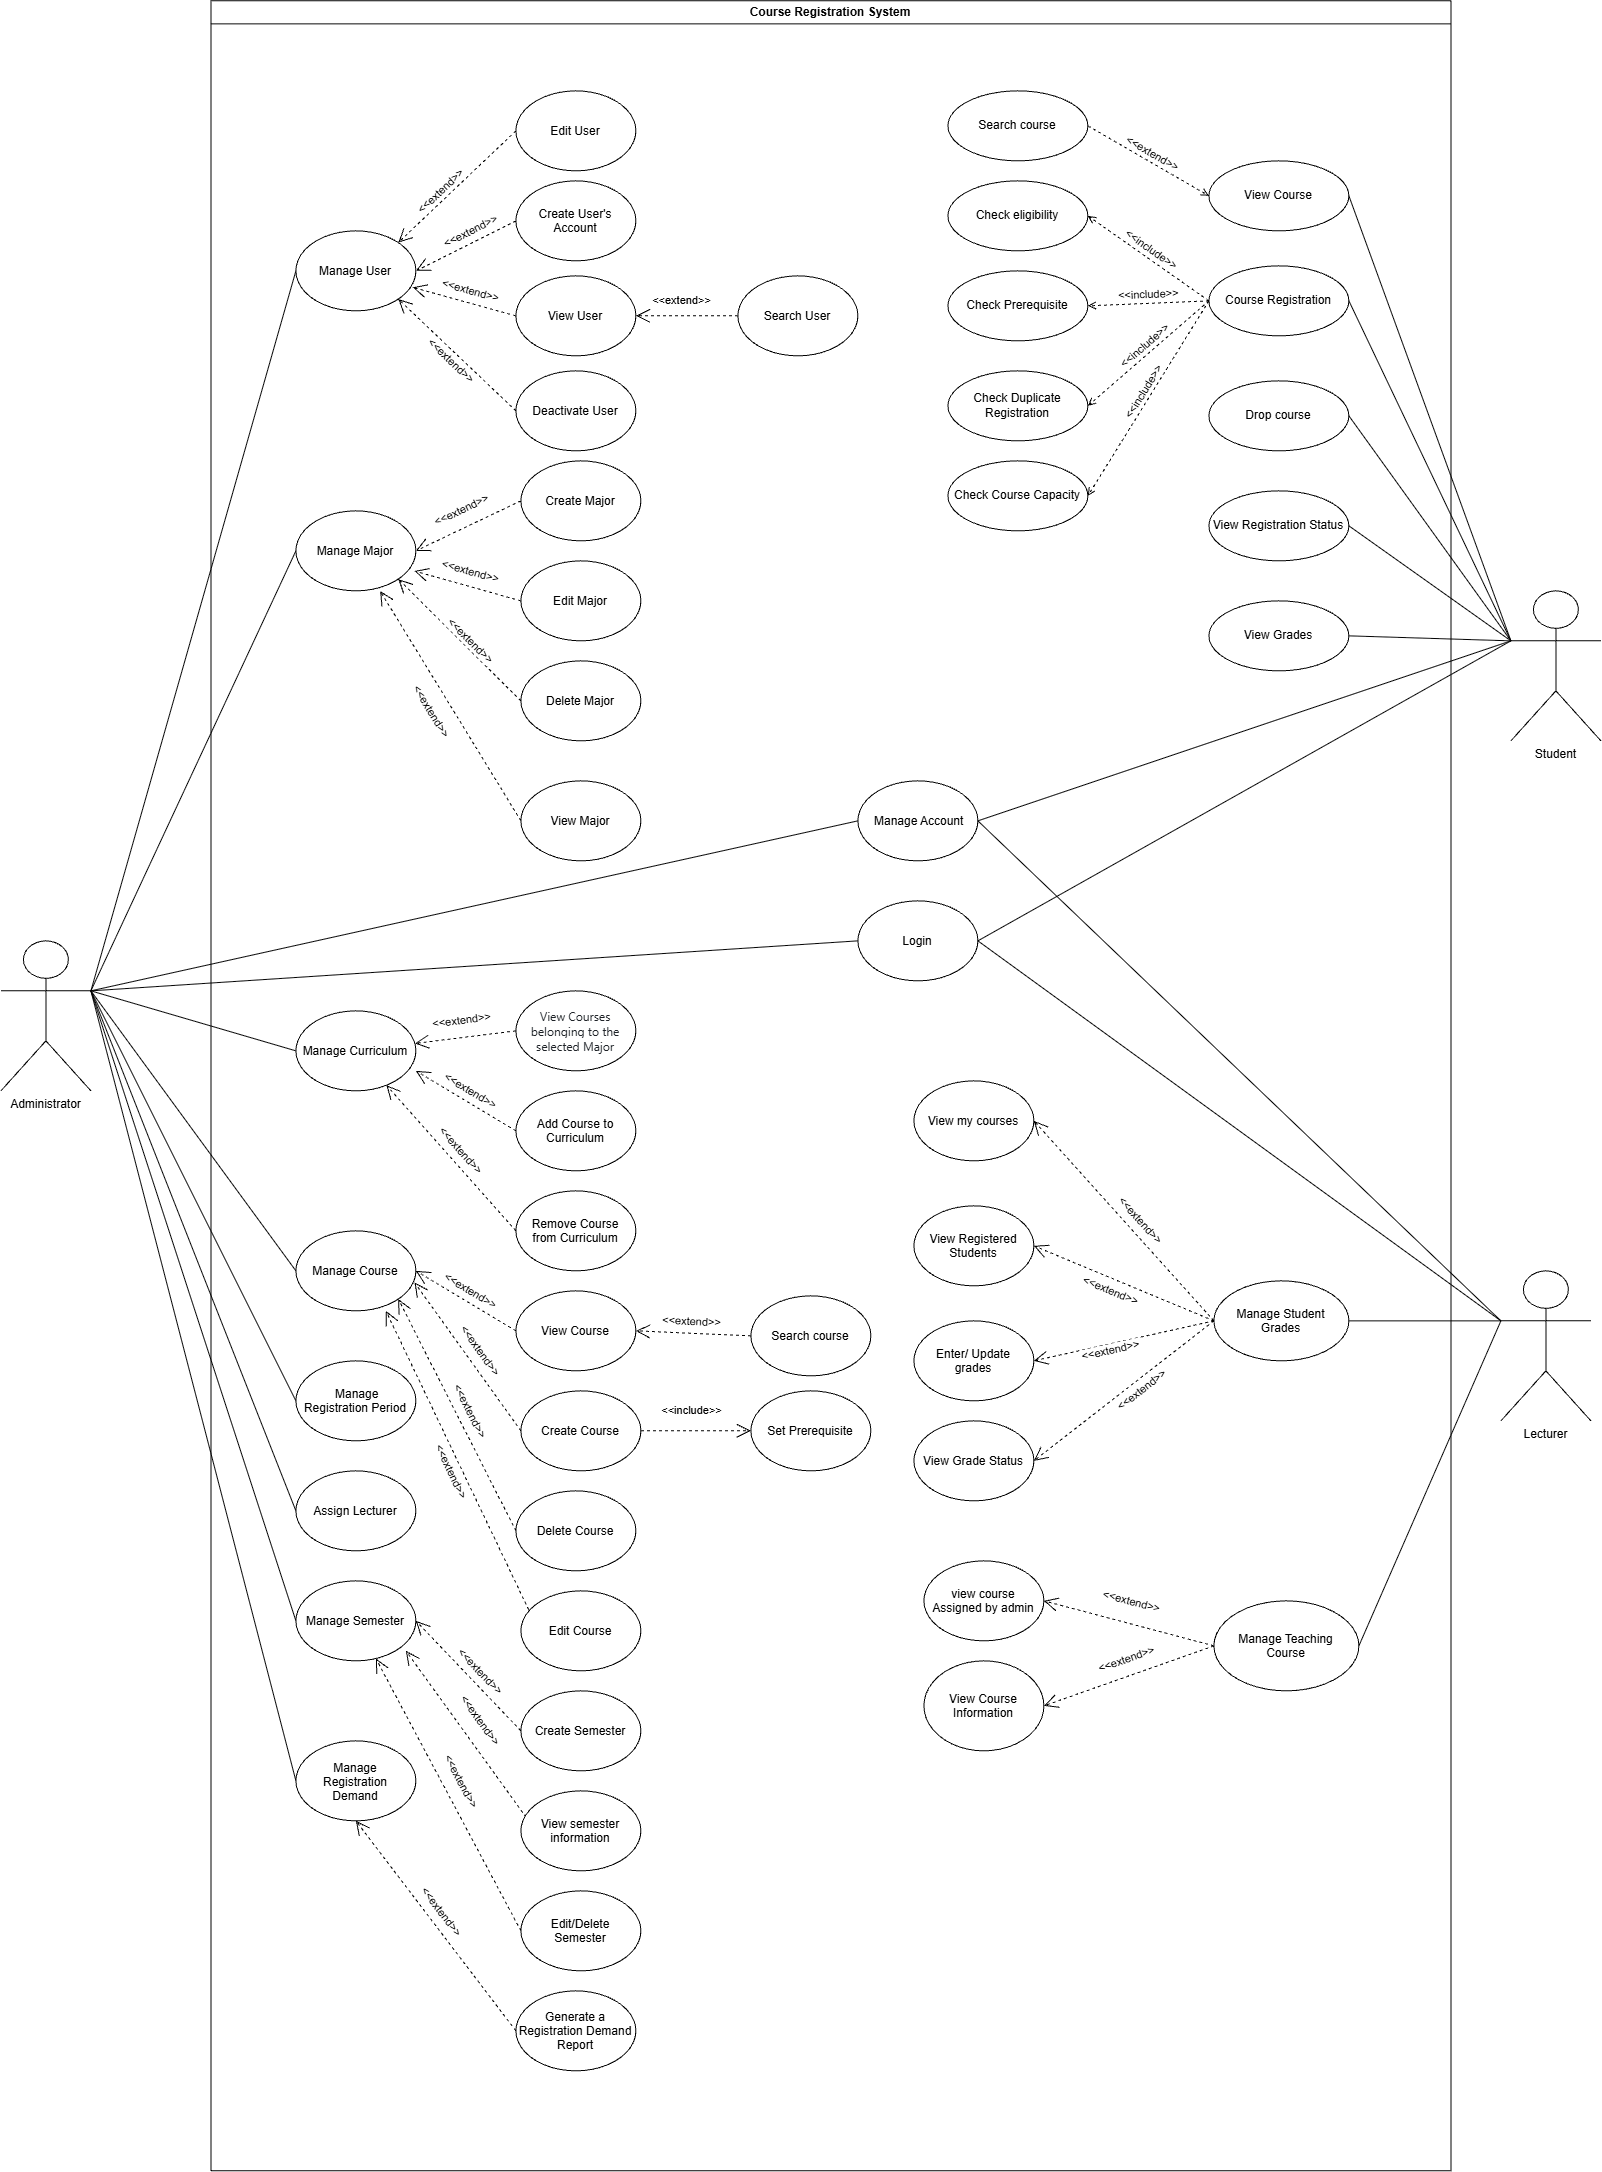 Course Registration System
Edit User
<<extend>>
Create User's
Account
<<extend>>
Manage User
<<extend>>
View User
<<extend>>
Search User
<<extend>>
Deactivate User
Create Major
<<extend>>
Manage Major
<<extend>>
Edit Major
<<extend>>
Delete Major
<<extend>>
View Major
Search course
<<extend>>
View Course
Check eligibility
<<include>>
Check Prerequisite
<<include>>
Course Registration
<<include>>
Check Duplicate
Registration
<<include>>
Check Course Capacity
Drop course
View Registration Status
View Grades
Student
Manage Account
Login
Administrator
Manage Curriculum
<<extend>>
View Courses
belonging to the
selected Major
<<extend>>
Add Course to
Curriculum
<<extend>>
Remove Course
from Curriculum
Manage Course
<<extend>>
View Course
<<extend>>
Search course
<<extend>>
Create Course
<<include>>
Set Prerequisite
<<extend>>
Delete Course
<<extend>>
Edit Course
Manage
Registration Period
Assign Lecturer
Manage Semester
<<extend>>
Create Semester
<<extend>>
View semester
information
<<extend>>
Edit/Delete
Semester
Manage
Registration
Demand
<<extend>>
Generate a
Registration Demand
Report
View my courses
<<extend>>
View Registered
Students
<<extend>>
Manage Student
Grades
Enter/ Update
grades
<<extend>>
<<extend>>
View Grade Status
Lecturer
view course
Assigned by admin
<<extend>>
Manage Teaching
Course
<<extend>>
View Course
Information